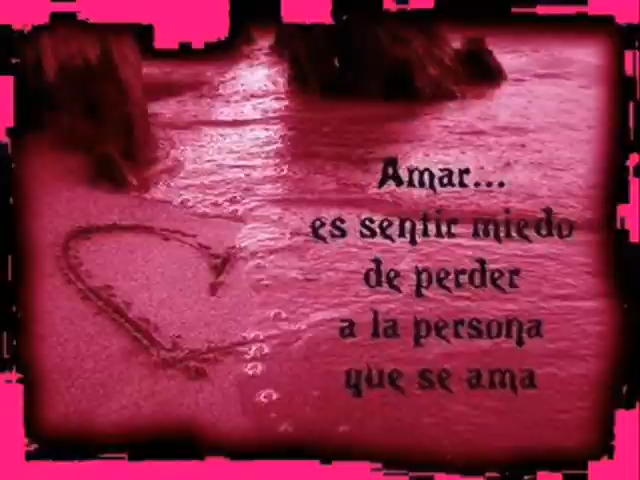 Amar...
es sentir miedo
de perder
a la persona
que se ama